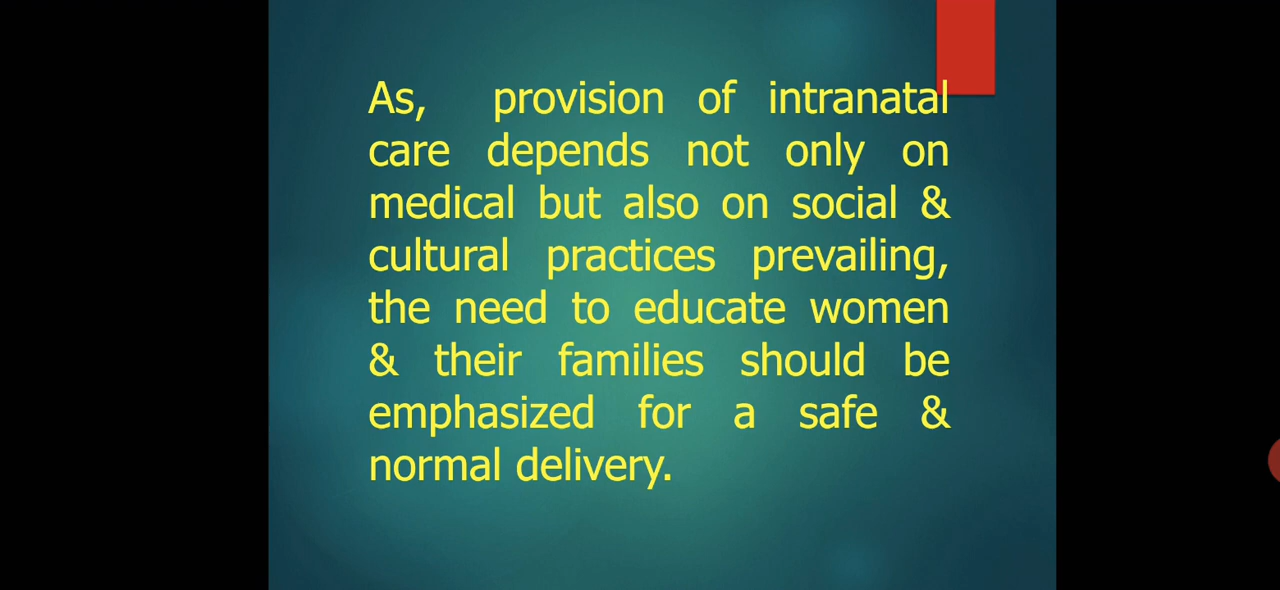 As, provision of intranatal
care depends not only on
medical but also on social &
cultural practices prevailing,
the need to educate women
& their families should be
emphasized for a safe &
normal delivery.